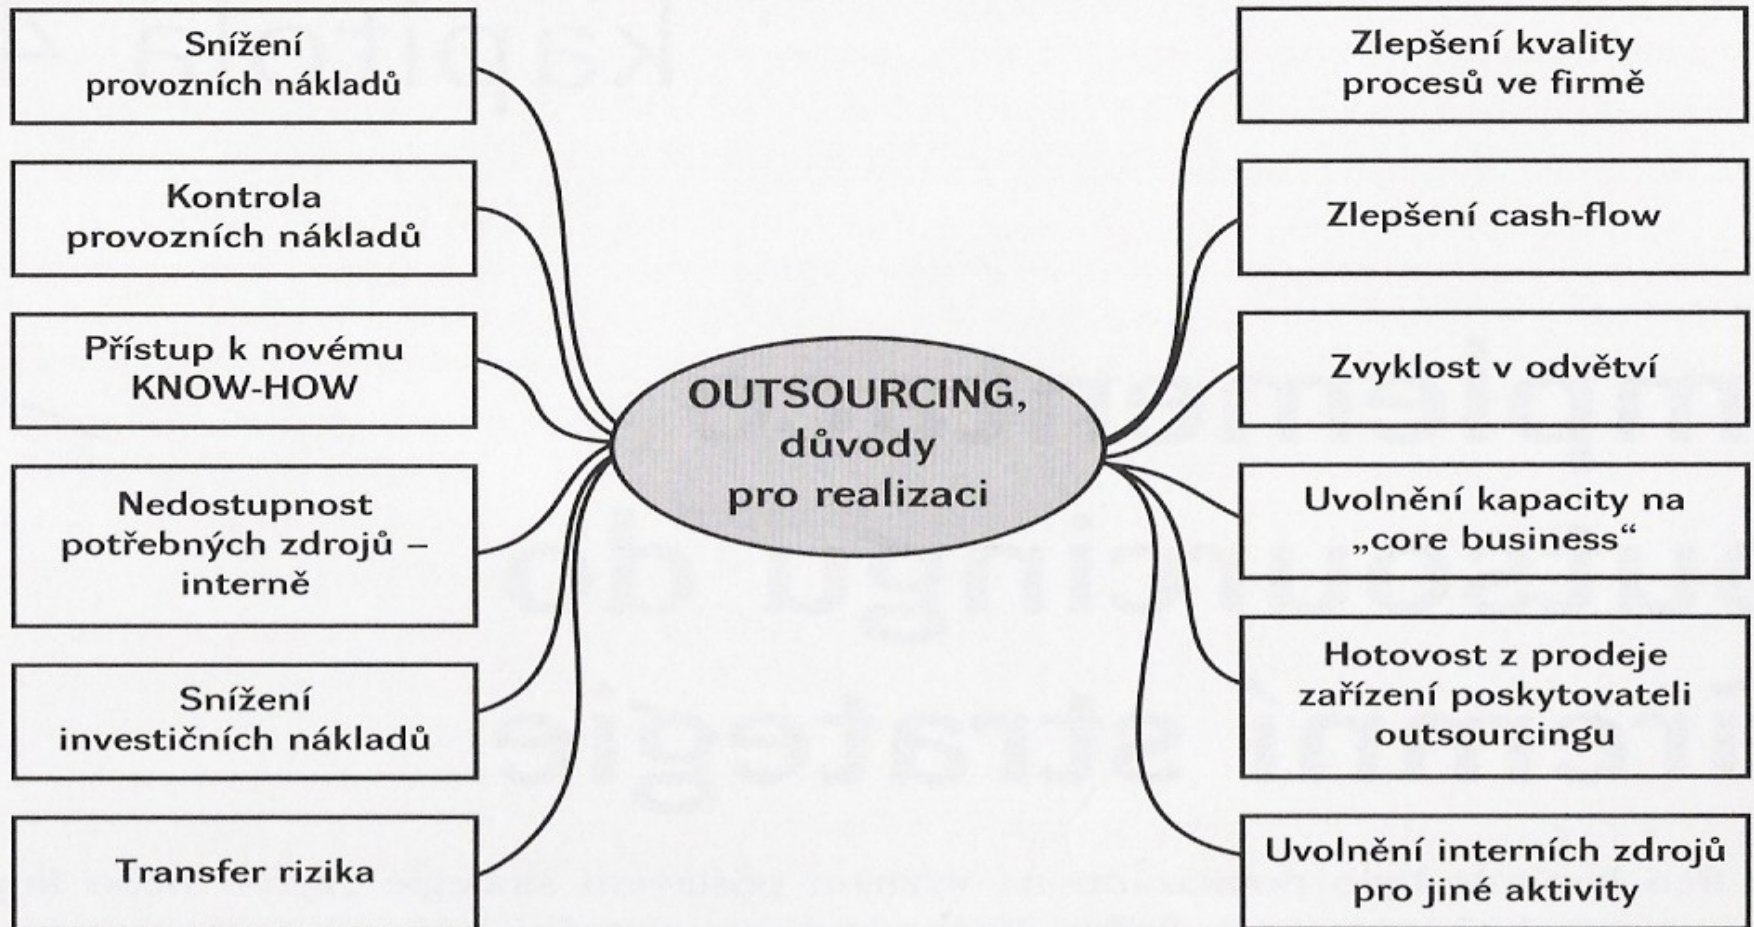 Snížení
provozních nákladů
Kontrola
provozních nákladů
Přístup k novému
KNOW-HOW
Nedostupnost
potřebných zdrojů –
interně
Snížení
investičních nákladů
Transfer rizika
OUTSOURCING,
důvody
pro realizaci
Zlepšení kvality
procesů ve firmě
Zlepšení cash-flow
Zvyklost v odvětví
Uvolnění kapacity na
„core business“
Hotovost z prodeje
zařízení poskytovateli
outsourcingu
Uvolnění interních zdrojů
pro jiné aktivity